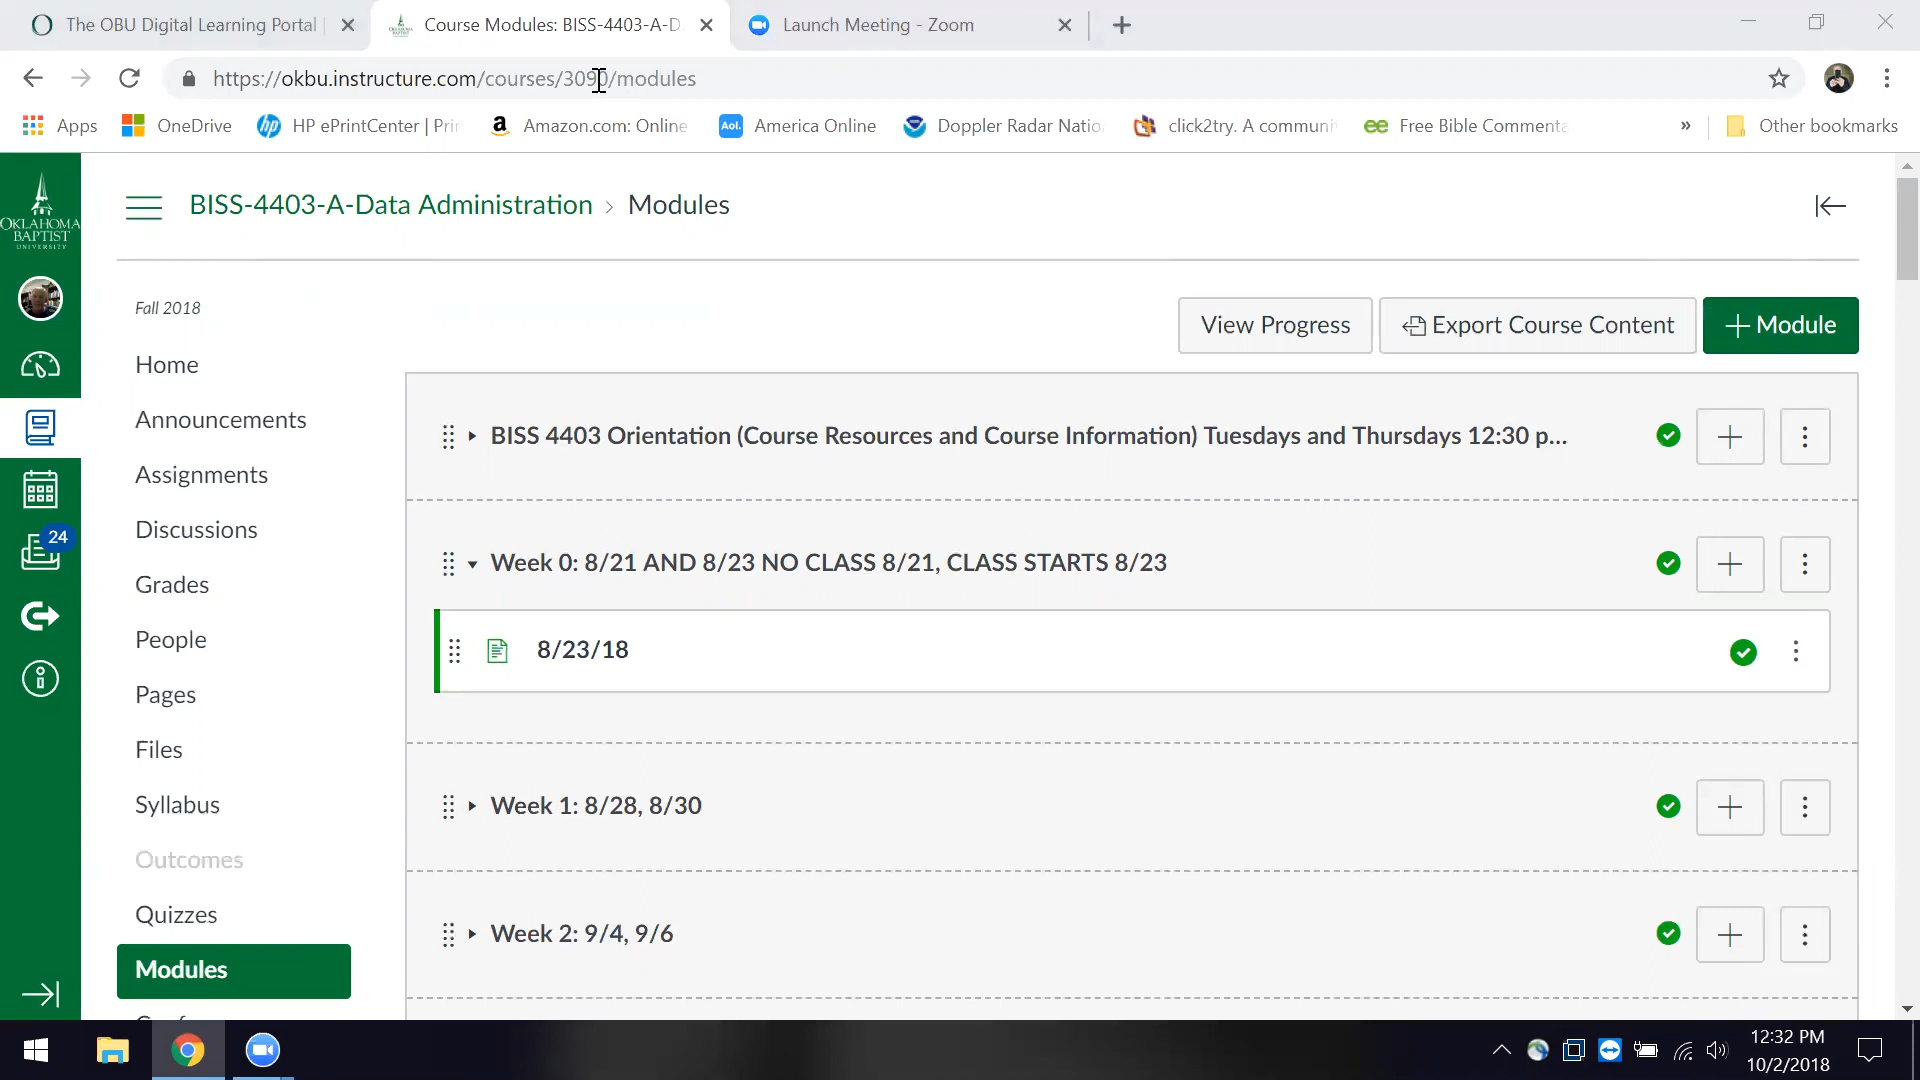 The OBU Digital Learning Portal
Course Modules: BISS-4403-A-D
Launch Meeting - Zoom
https://okbu.instructure.com/courses/3090/modules
Apps
OneDrive
hp
HP ePrintCenter | Pri
Amazon.com: Online
Aol.
America Online
Doppler Radar Natio
click2try. A commun
Free Bible Commenta
»
Other bookmarks
OKLAHOMA
BAPTIST
UNIVERSITY
BISS-4403-A-Data Administration > Modules
Fall 2018
View Progress
Export Course Content
+ Module
Home
Announcements
Assignments
Discussions
Grades
People
Pages
Files
Syllabus
Outcomes
Quizzes
Modules
24
BISS 4403 Orientation (Course Resources and Course Information) Tuesdays and Thursdays 12:30 p...
Week 0: 8/21 AND 8/23 NO CLASS 8/21, CLASS STARTS 8/23
8/23/18
Week 1: 8/28, 8/30
Week 2: 9/4, 9/6
12:32 PM
10/2/2018